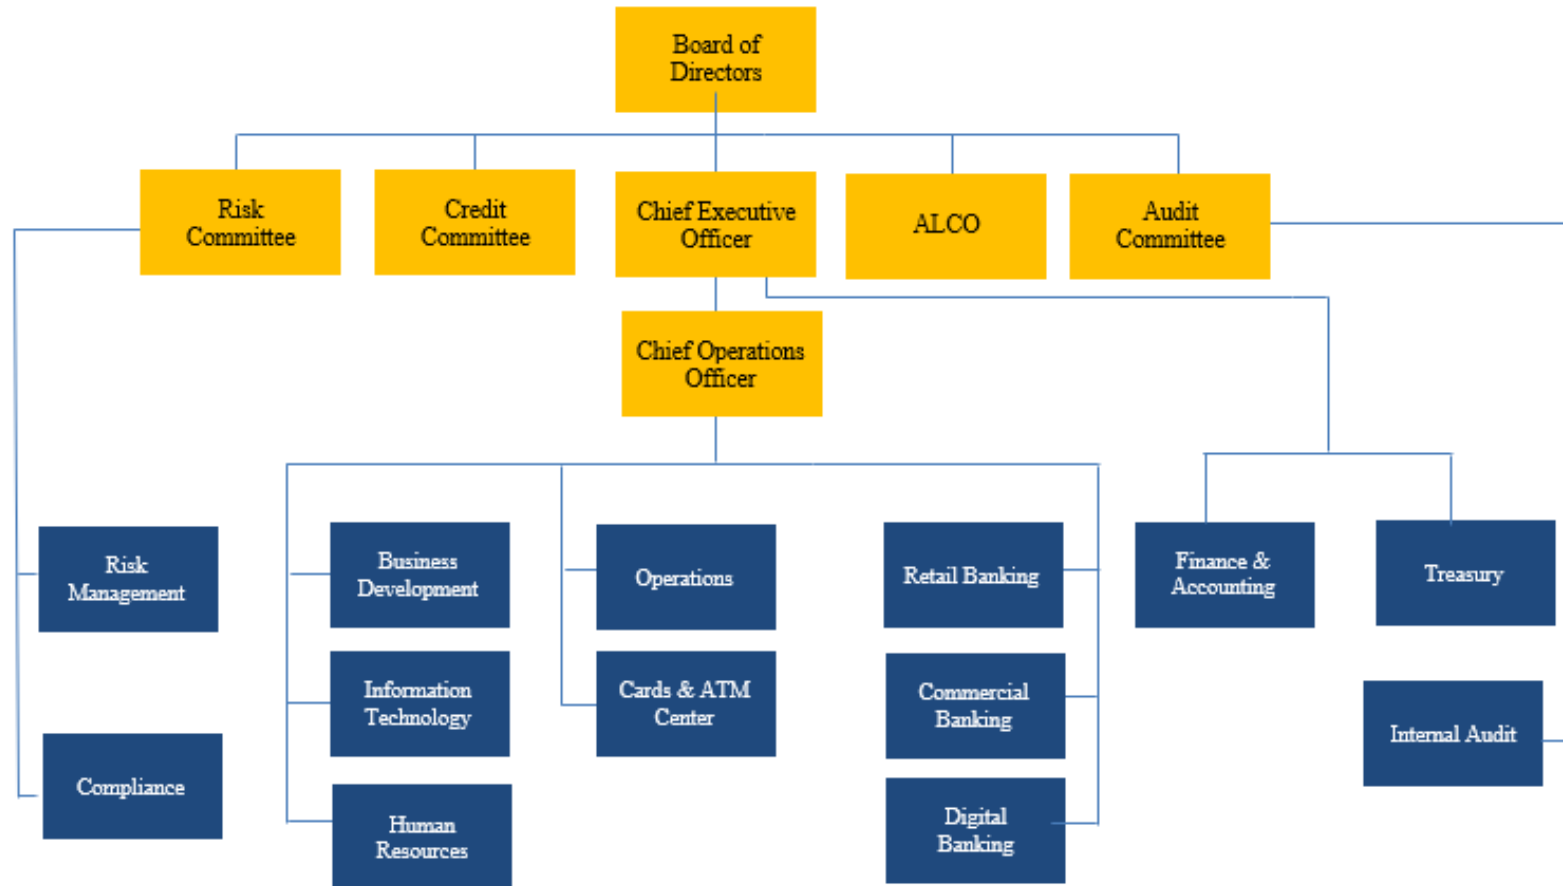 Board of
Directors
Risk
Committee
Credit
Committee
Chief Executive
Officer
ALCO
Audit
Committee
Chief Operations
Officer
Risk
Management
Business
Development
Operations
Retail Banking
Finance &
Accounting
Treasury
Information
Technology
Cards & ATM
Center
Commercial
Banking
Internal Audit
Compliance
Human
Resources
Digital
Banking